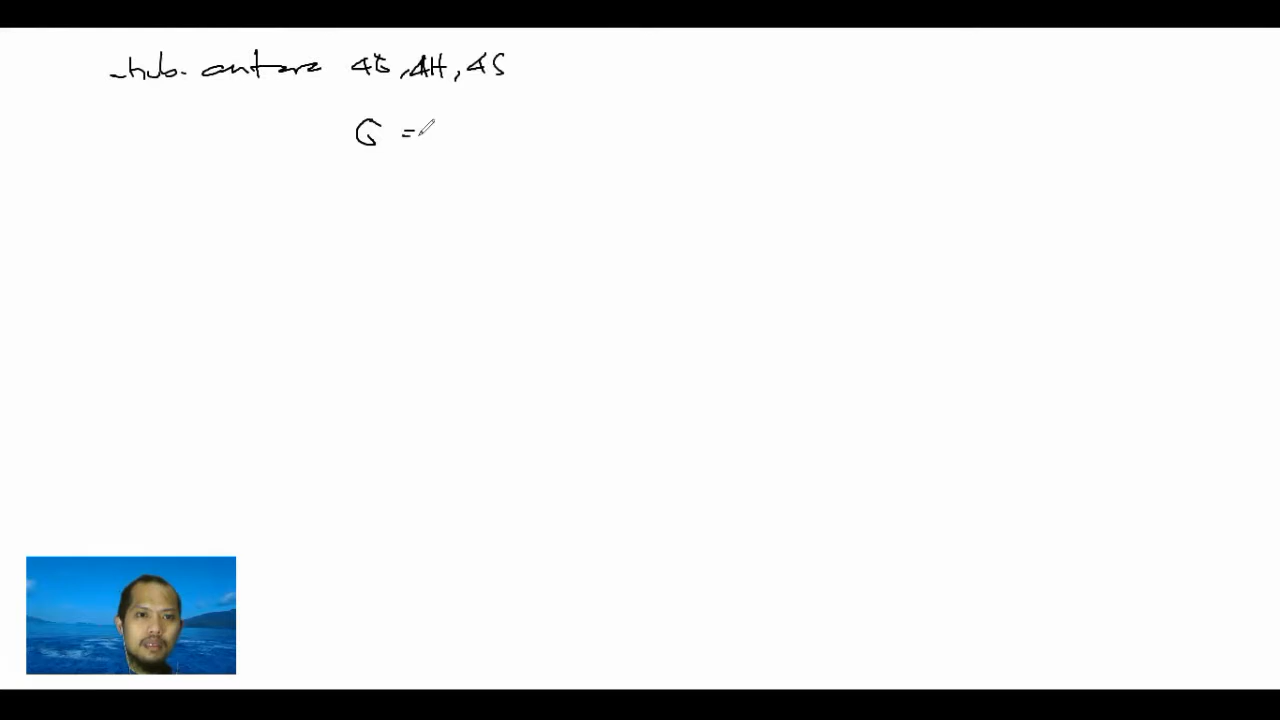 - hub. antara ΔG, ΔH, ΔS
G =